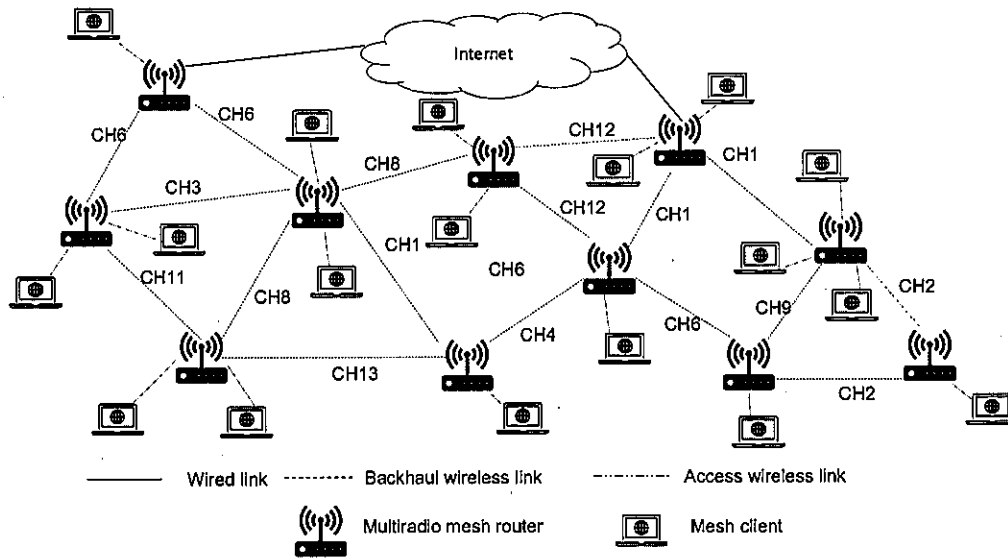 Internet
CH6
CH6
CH12
CH8
CH1
CH3
CH12
CH1
CH1
CH11
CH6
CH8
CH2
CH9
CH4
CH6
CH13
CH2
Wired link
Backhaul wireless link
Access wireless link
Multiradio mesh router
Mesh client